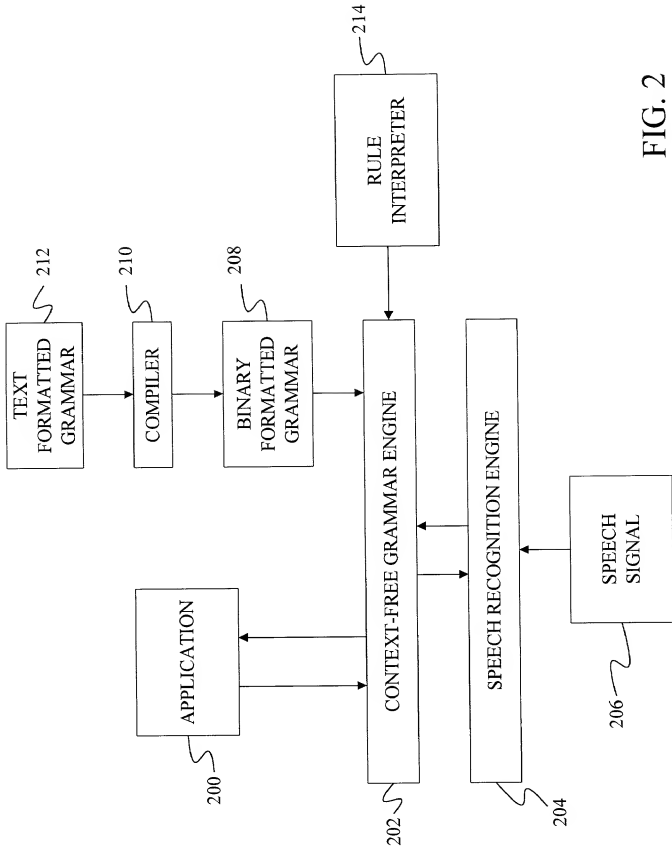 TEXT
FORMATTED
GRAMMAR
212
COMPILER
210
BINARY
FORMATTED
GRAMMAR
208
APPLICATION
200
RULE
INTERPRETER
214
CONTEXT-FREE GRAMMAR ENGINE
202
SPEECH RECOGNITION ENGINE
204
SPEECH
SIGNAL
206
FIG. 2